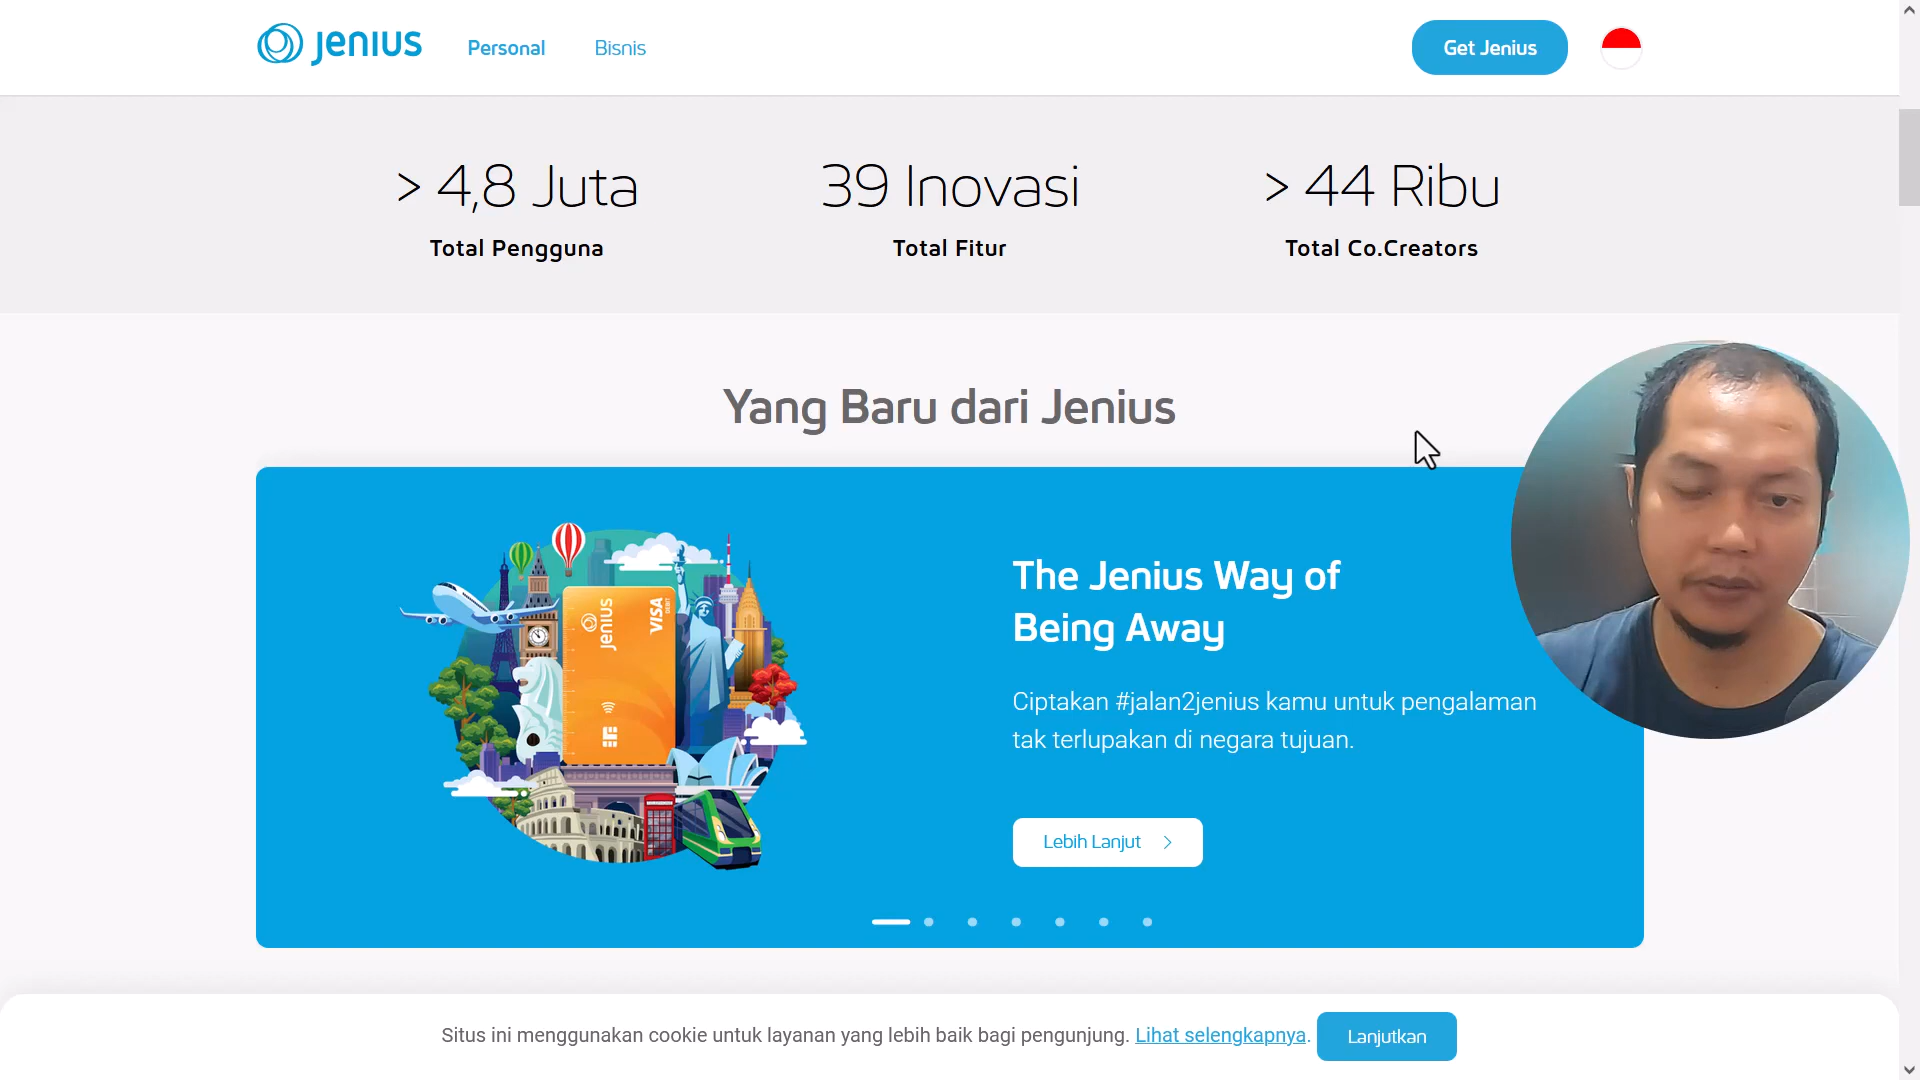 Jenius
Personal
Bisnis
Get Jenius
> 4,8 Juta
Total Pengguna
39 Inovasi
Total Fitur
> 44 Ribu
Total Co.Creators
Yang Baru dari Jenius
Jenius
VISA
DEBIT
The Jenius Way of
Being Away
Ciptakan #jalan2jenius kamu untuk pengalaman
tak terlupakan di negara tujuan.
Lebih Lanjut
Situs ini menggunakan cookie untuk layanan yang lebih baik bagi pengunjung. Lihat selengkapnya.
Lanjutkan